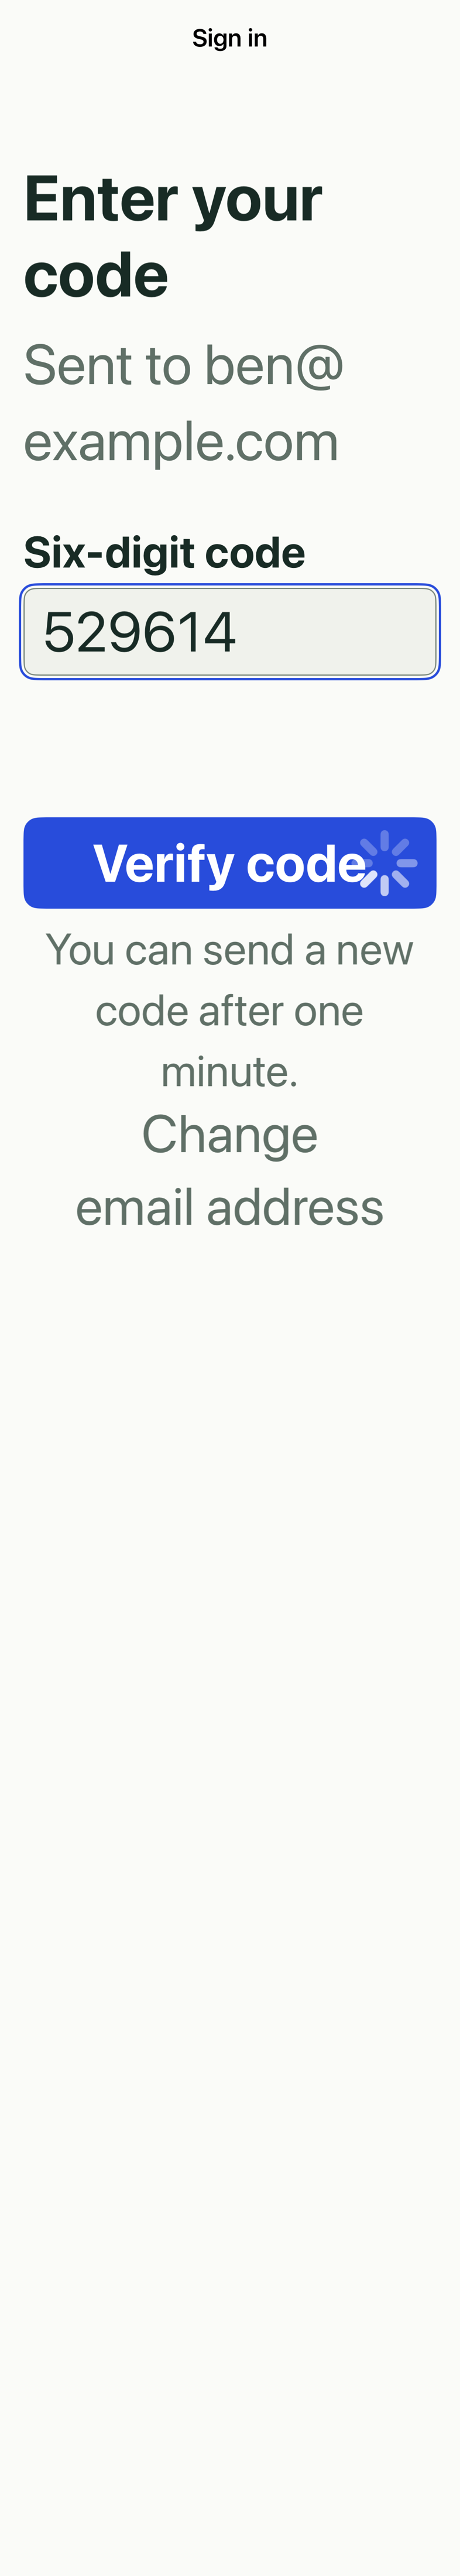 Sign in
Enter your
code
Sent to ben@
example.com
Six-digit code
529614
Verify code
You can send a new
code after one
minute.
Change
email address